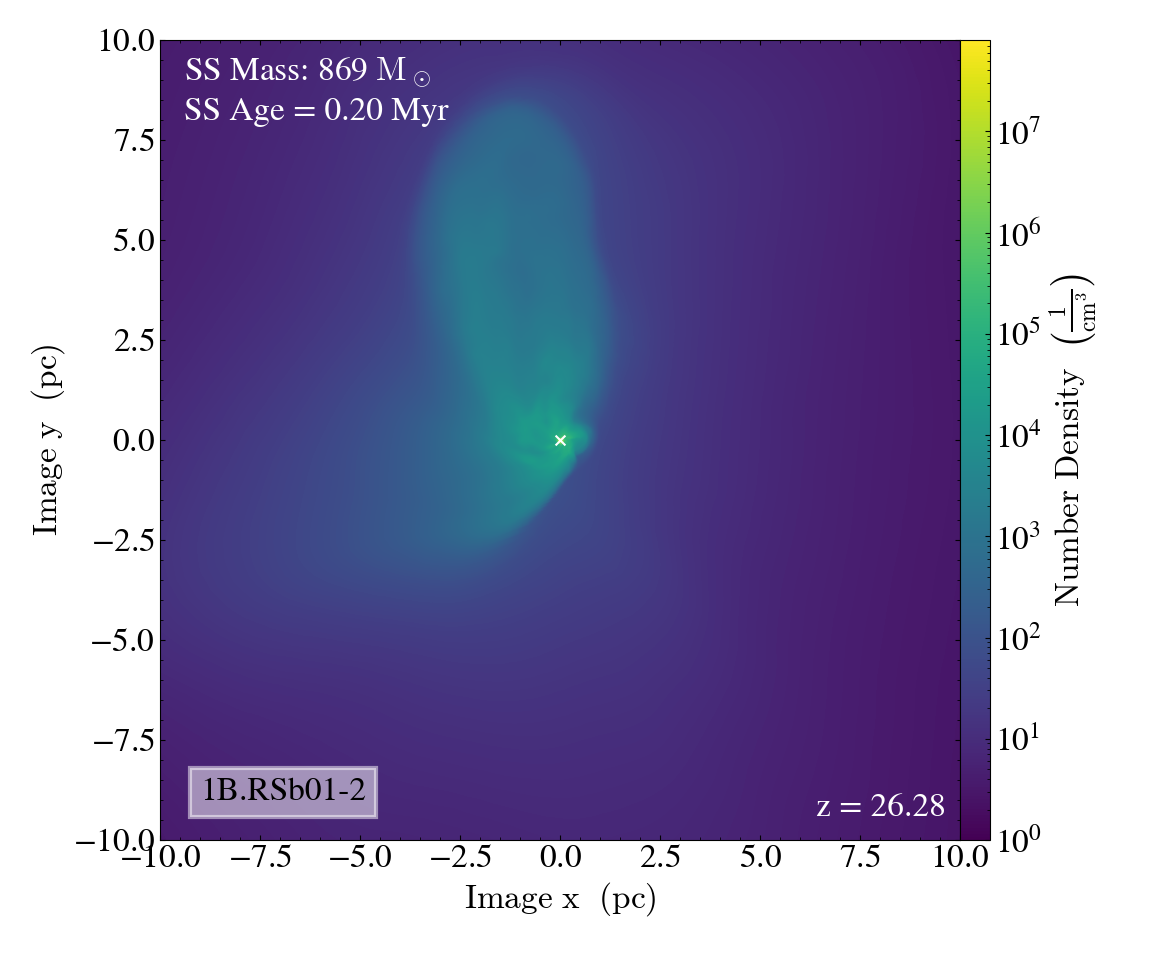 SS Mass: 869 M☉
SS Age = 0.20 Myr
1B.RSb01-2
z = 26.28
10.0
7.5
5.0
2.5
0.0
−2.5
−5.0
−7.5
−10.0
Image y (pc)
−10.0 −7.5 −5.0 −2.5 0.0 2.5 5.0 7.5 10.0
Image x (pc)
10⁷
10⁶
10⁵
10⁴
10³
10²
10¹
10⁰
Number Density (1/cm³)